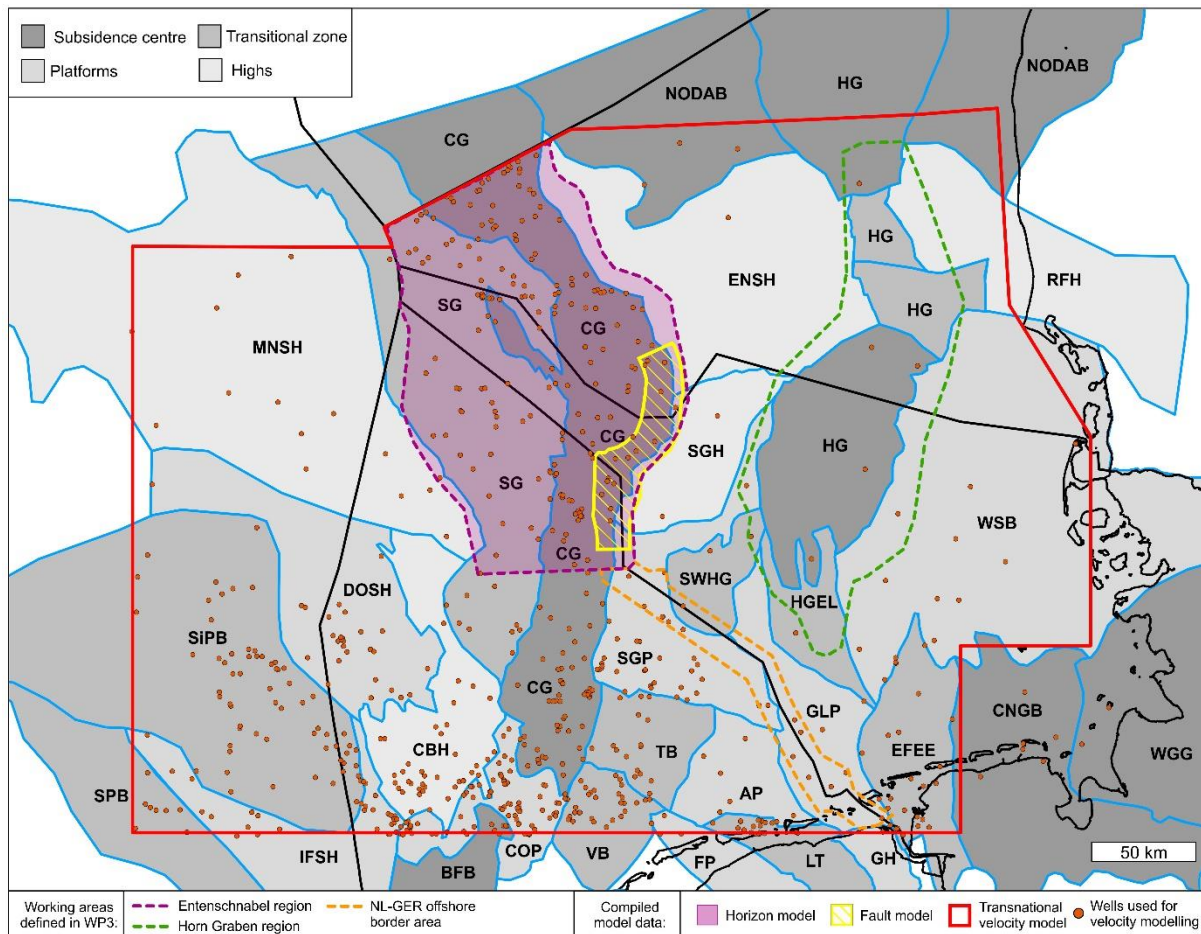 Subsidence centre
Transitional zone
Platforms
Highs
NODAB
HG
NODAB
CG
HG
ENSH
RFH
SG
CG
HG
MNSH
CG
SGH
HG
SG
WSB
CG
SWHG
HGEL
DOSH
SiPB
SGP
CG
GLP
CNGB
CBH
TB
EFEE
WGG
SPB
AP
IFSH
COP
VB
BFB
FP
LT
GH
50 km
Working areas
defined in WP3:
Entenschnabel region
Horn Graben region
NL-GER offshore
border area
Compiled
model data:
Horizon model
Fault model
Transnational
velocity model
Wells used for
velocity modelling